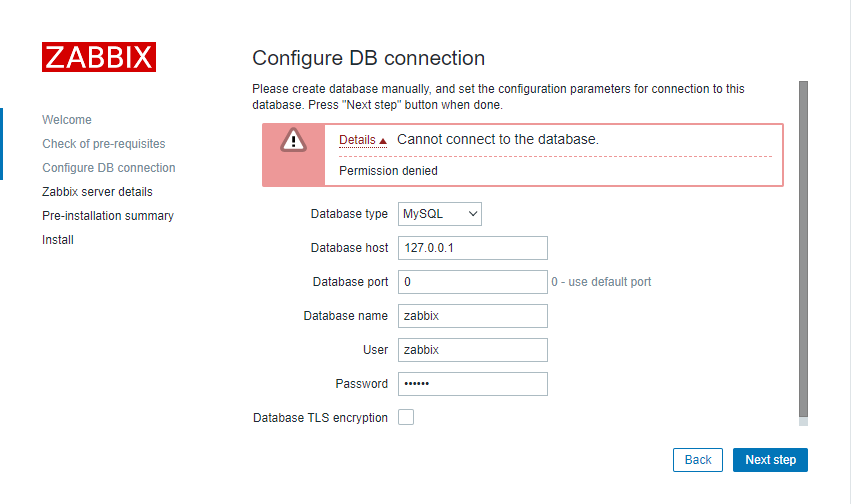 ZABBIX
Welcome
Check of pre-requisites
Configure DB connection
Zabbix server details
Pre-installation summary
Install
Configure DB connection
Please create database manually, and set the configuration parameters for connection to this
database. Press "Next step" button when done.
Details Cannot connect to the database.
Permission denied
Database type MySQL
Database host 127.0.0.1
Database port 0 0 - use default port
Database name zabbix
User zabbix
Password ••••••
Database TLS encryption
Back Next step